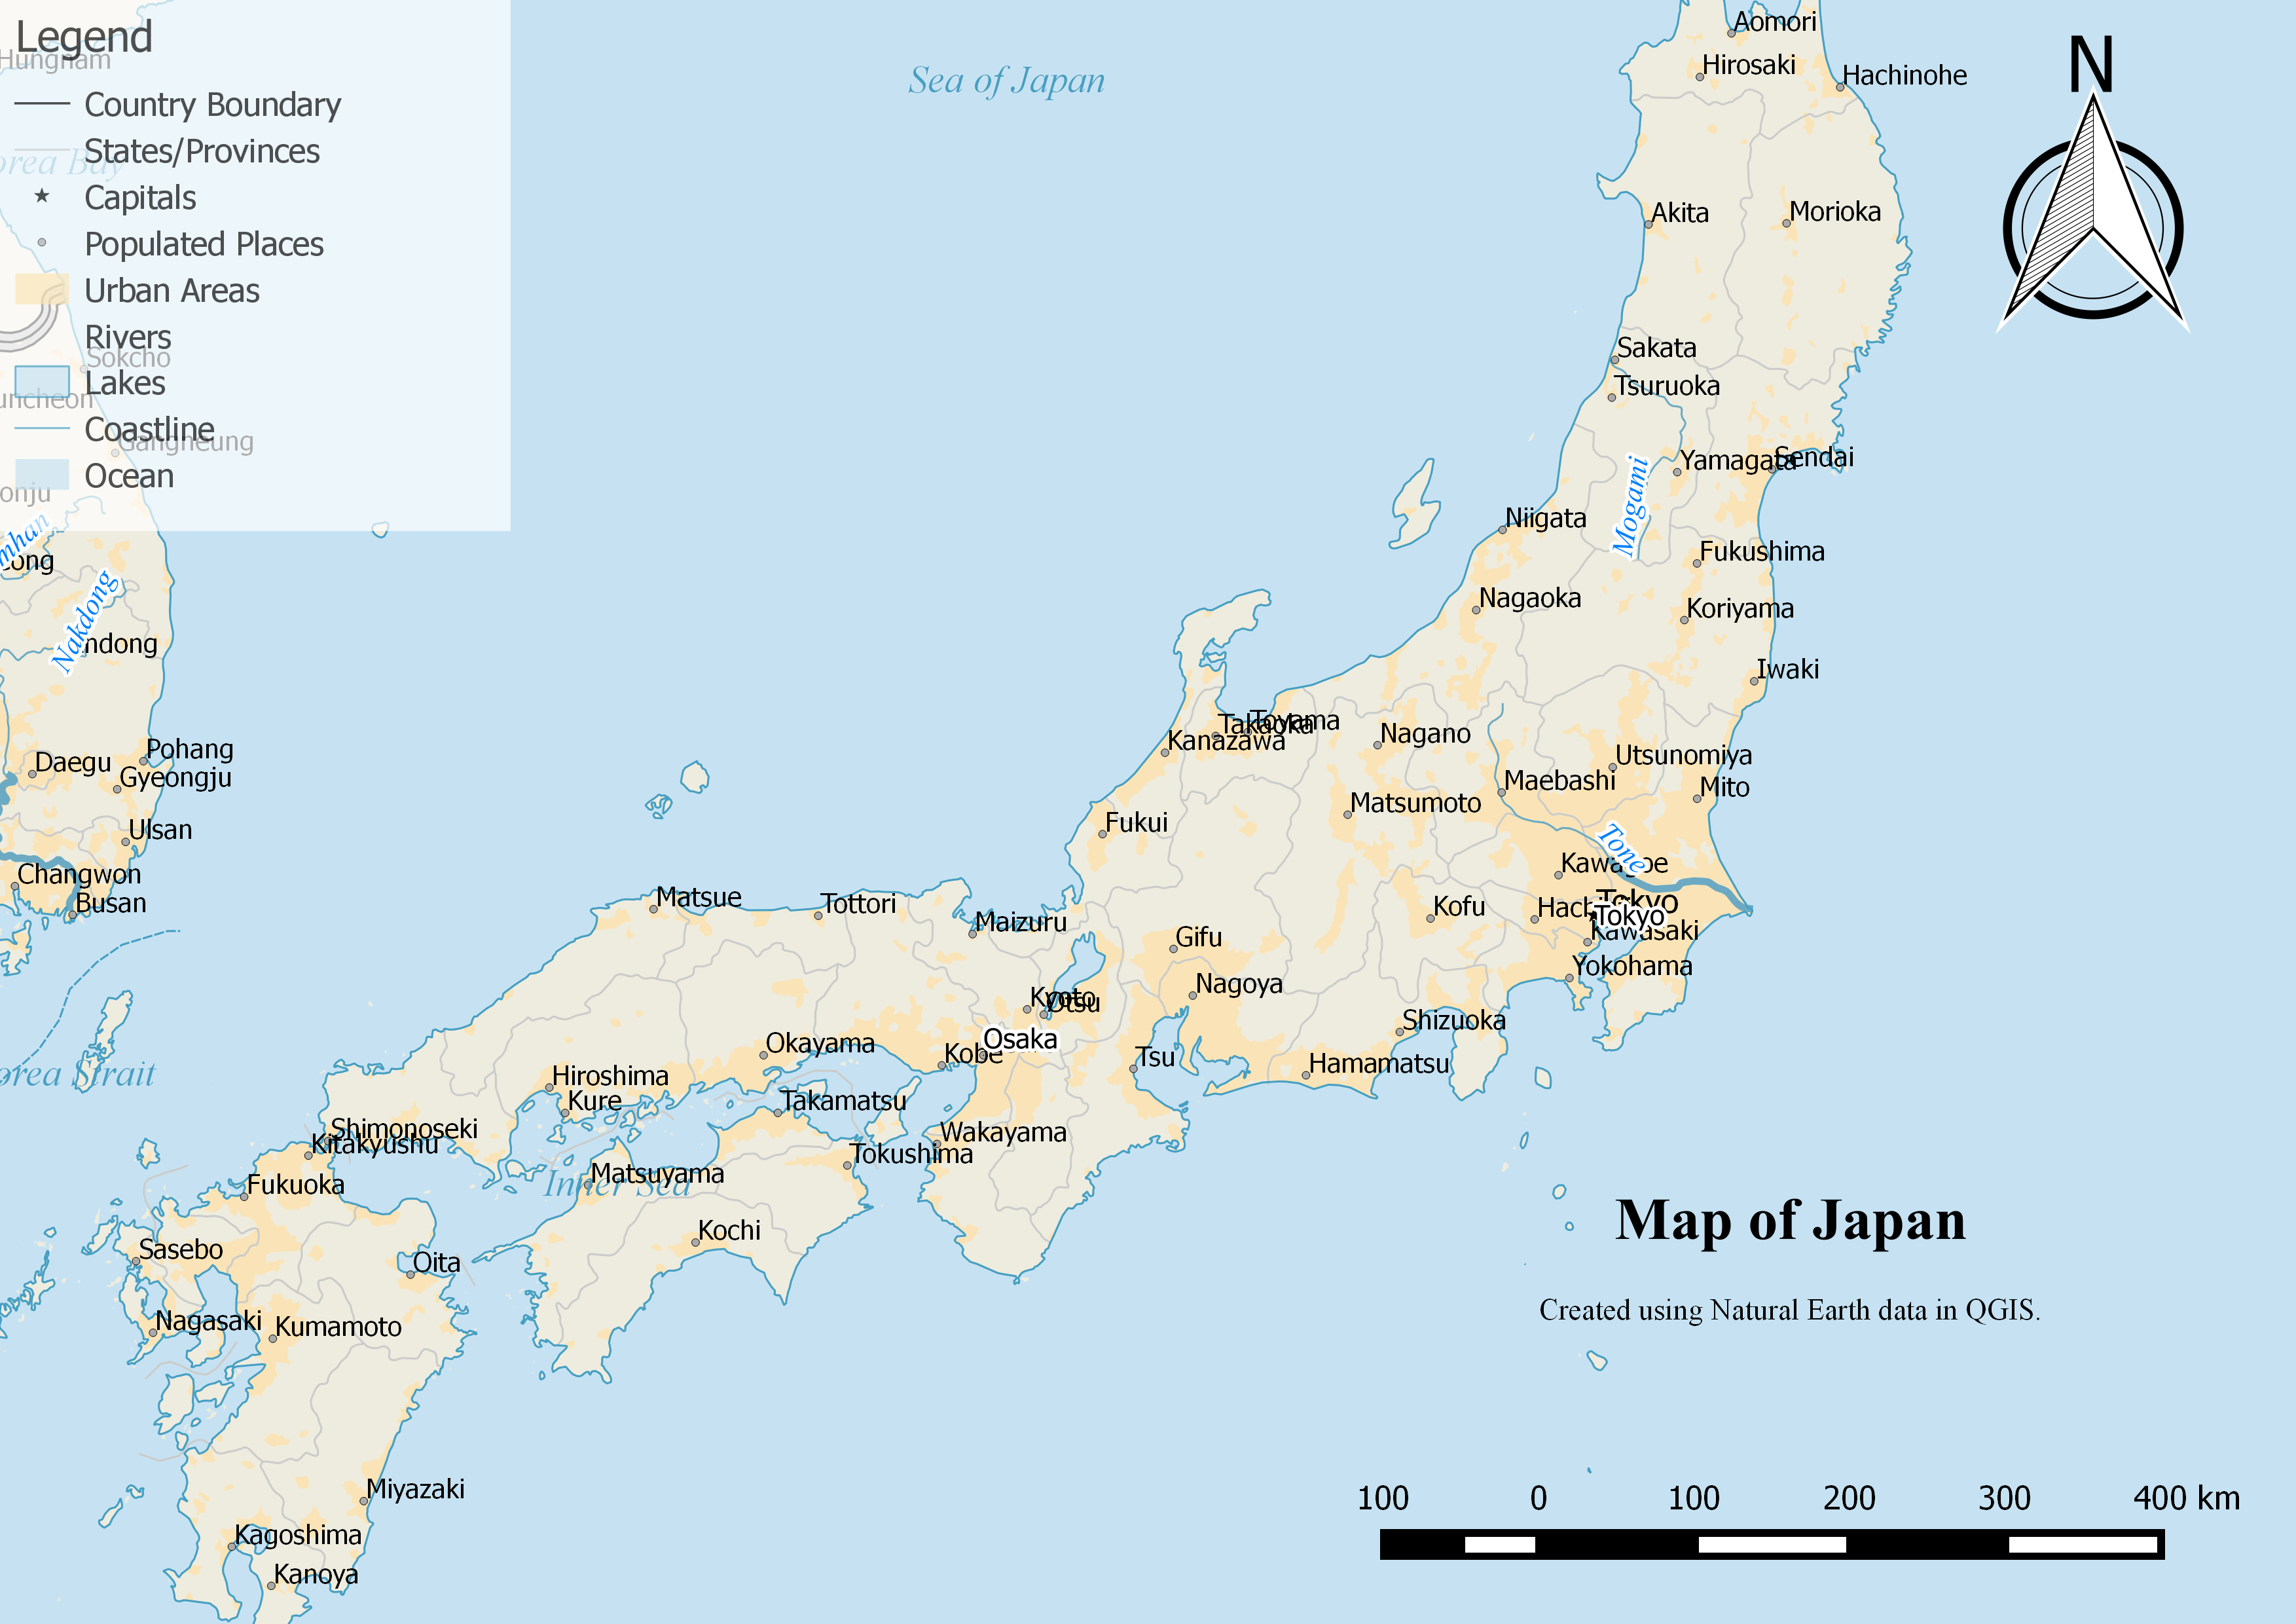 Legend
Hungnam
Country Boundary
States/Provinces
Capitals
Populated Places
Urban Areas
Rivers
Sokcho
Lakes
Coastline
Gangneung
Ocean
Sea of Japan
Aomori
Hirosaki
Hachinohe
N
Akita
Morioka
Sakata
Tsuruoka
Mogami
Yamagata
Sendai
Niigata
Fukushima
Nagaoka
Koriyama
Iwaki
Nakdong
ndong
Daegu
Pohang
Gyeongju
Ulsan
Changwon
Busan
orea Strait
Takaoka
Toyama
Kanazawa
Nagano
Utsunomiya
Maebashi
Mito
Matsumoto
Fukui
Tone
Kawagoe
Tokyo
Tokyo
Hach
Kawasaki
Yokohama
Kofu
Matsue
Tottori
Maizuru
Gifu
Nagoya
Kyoto
Otsu
Osaka
Kobe
Okayama
Tsu
Shizuoka
Hamamatsu
Hiroshima
Kure
Takamatsu
Shimonoseki
Kitakyushu
Wakayama
Tokushima
Matsuyama
Inner Sea
Fukuoka
Kochi
Sasebo
Oita
Nagasaki
Kumamoto
Miyazaki
Kagoshima
Kanoya
Map of Japan
Created using Natural Earth data in QGIS.
100 0 100 200 300 400 km